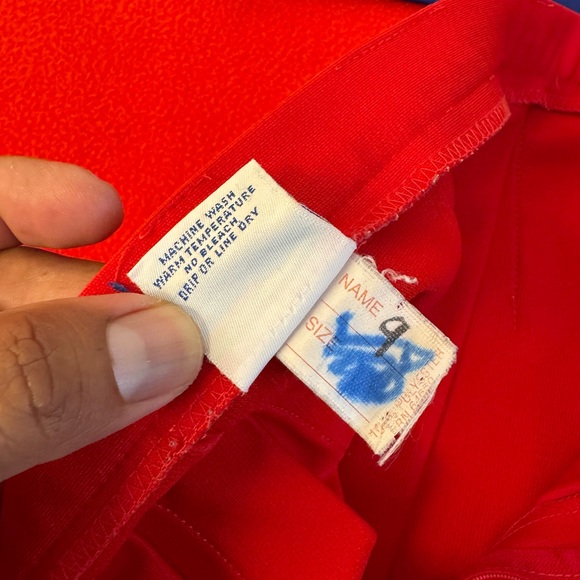 MACHINE WASH
WARM TEMPERATURE
NO BLEACH
DRIP OR LINE DRY
NAME
SIZE 9